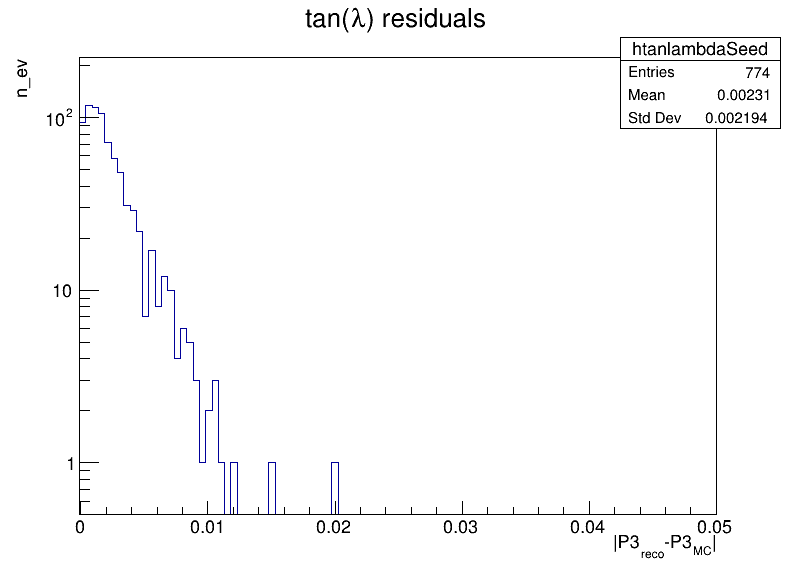 tan(λ) residuals
htanlambdaSeed
Entries 774
Mean 0.00231
Std Dev 0.002194
n_ev
10²
10
1
0 0.01 0.02 0.03 0.04 0.05
|P3reco-P3MC|